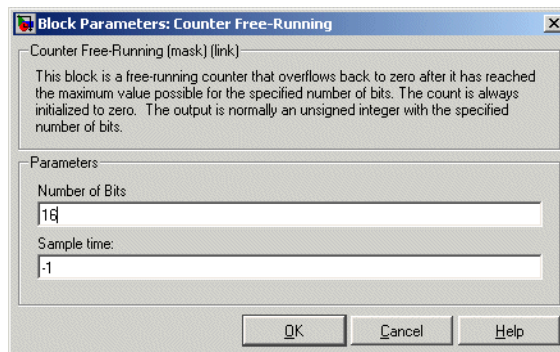 Block Parameters: Counter Free-Running
Counter Free-Running (mask) (link)
This block is a free-running counter that overflows back to zero after it has reached
the maximum value possible for the specified number of bits. The count is always
initialized to zero. The output is normally an unsigned integer with the specified
number of bits.
Parameters
Number of Bits
16
Sample time:
-1
OK Cancel Help